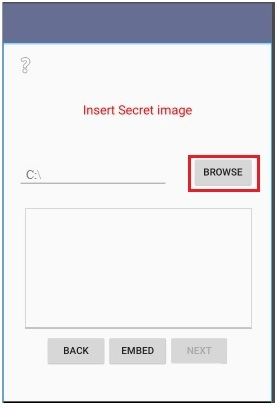 ?
Insert Secret image
C:\
BROWSE
BACK EMBED NEXT